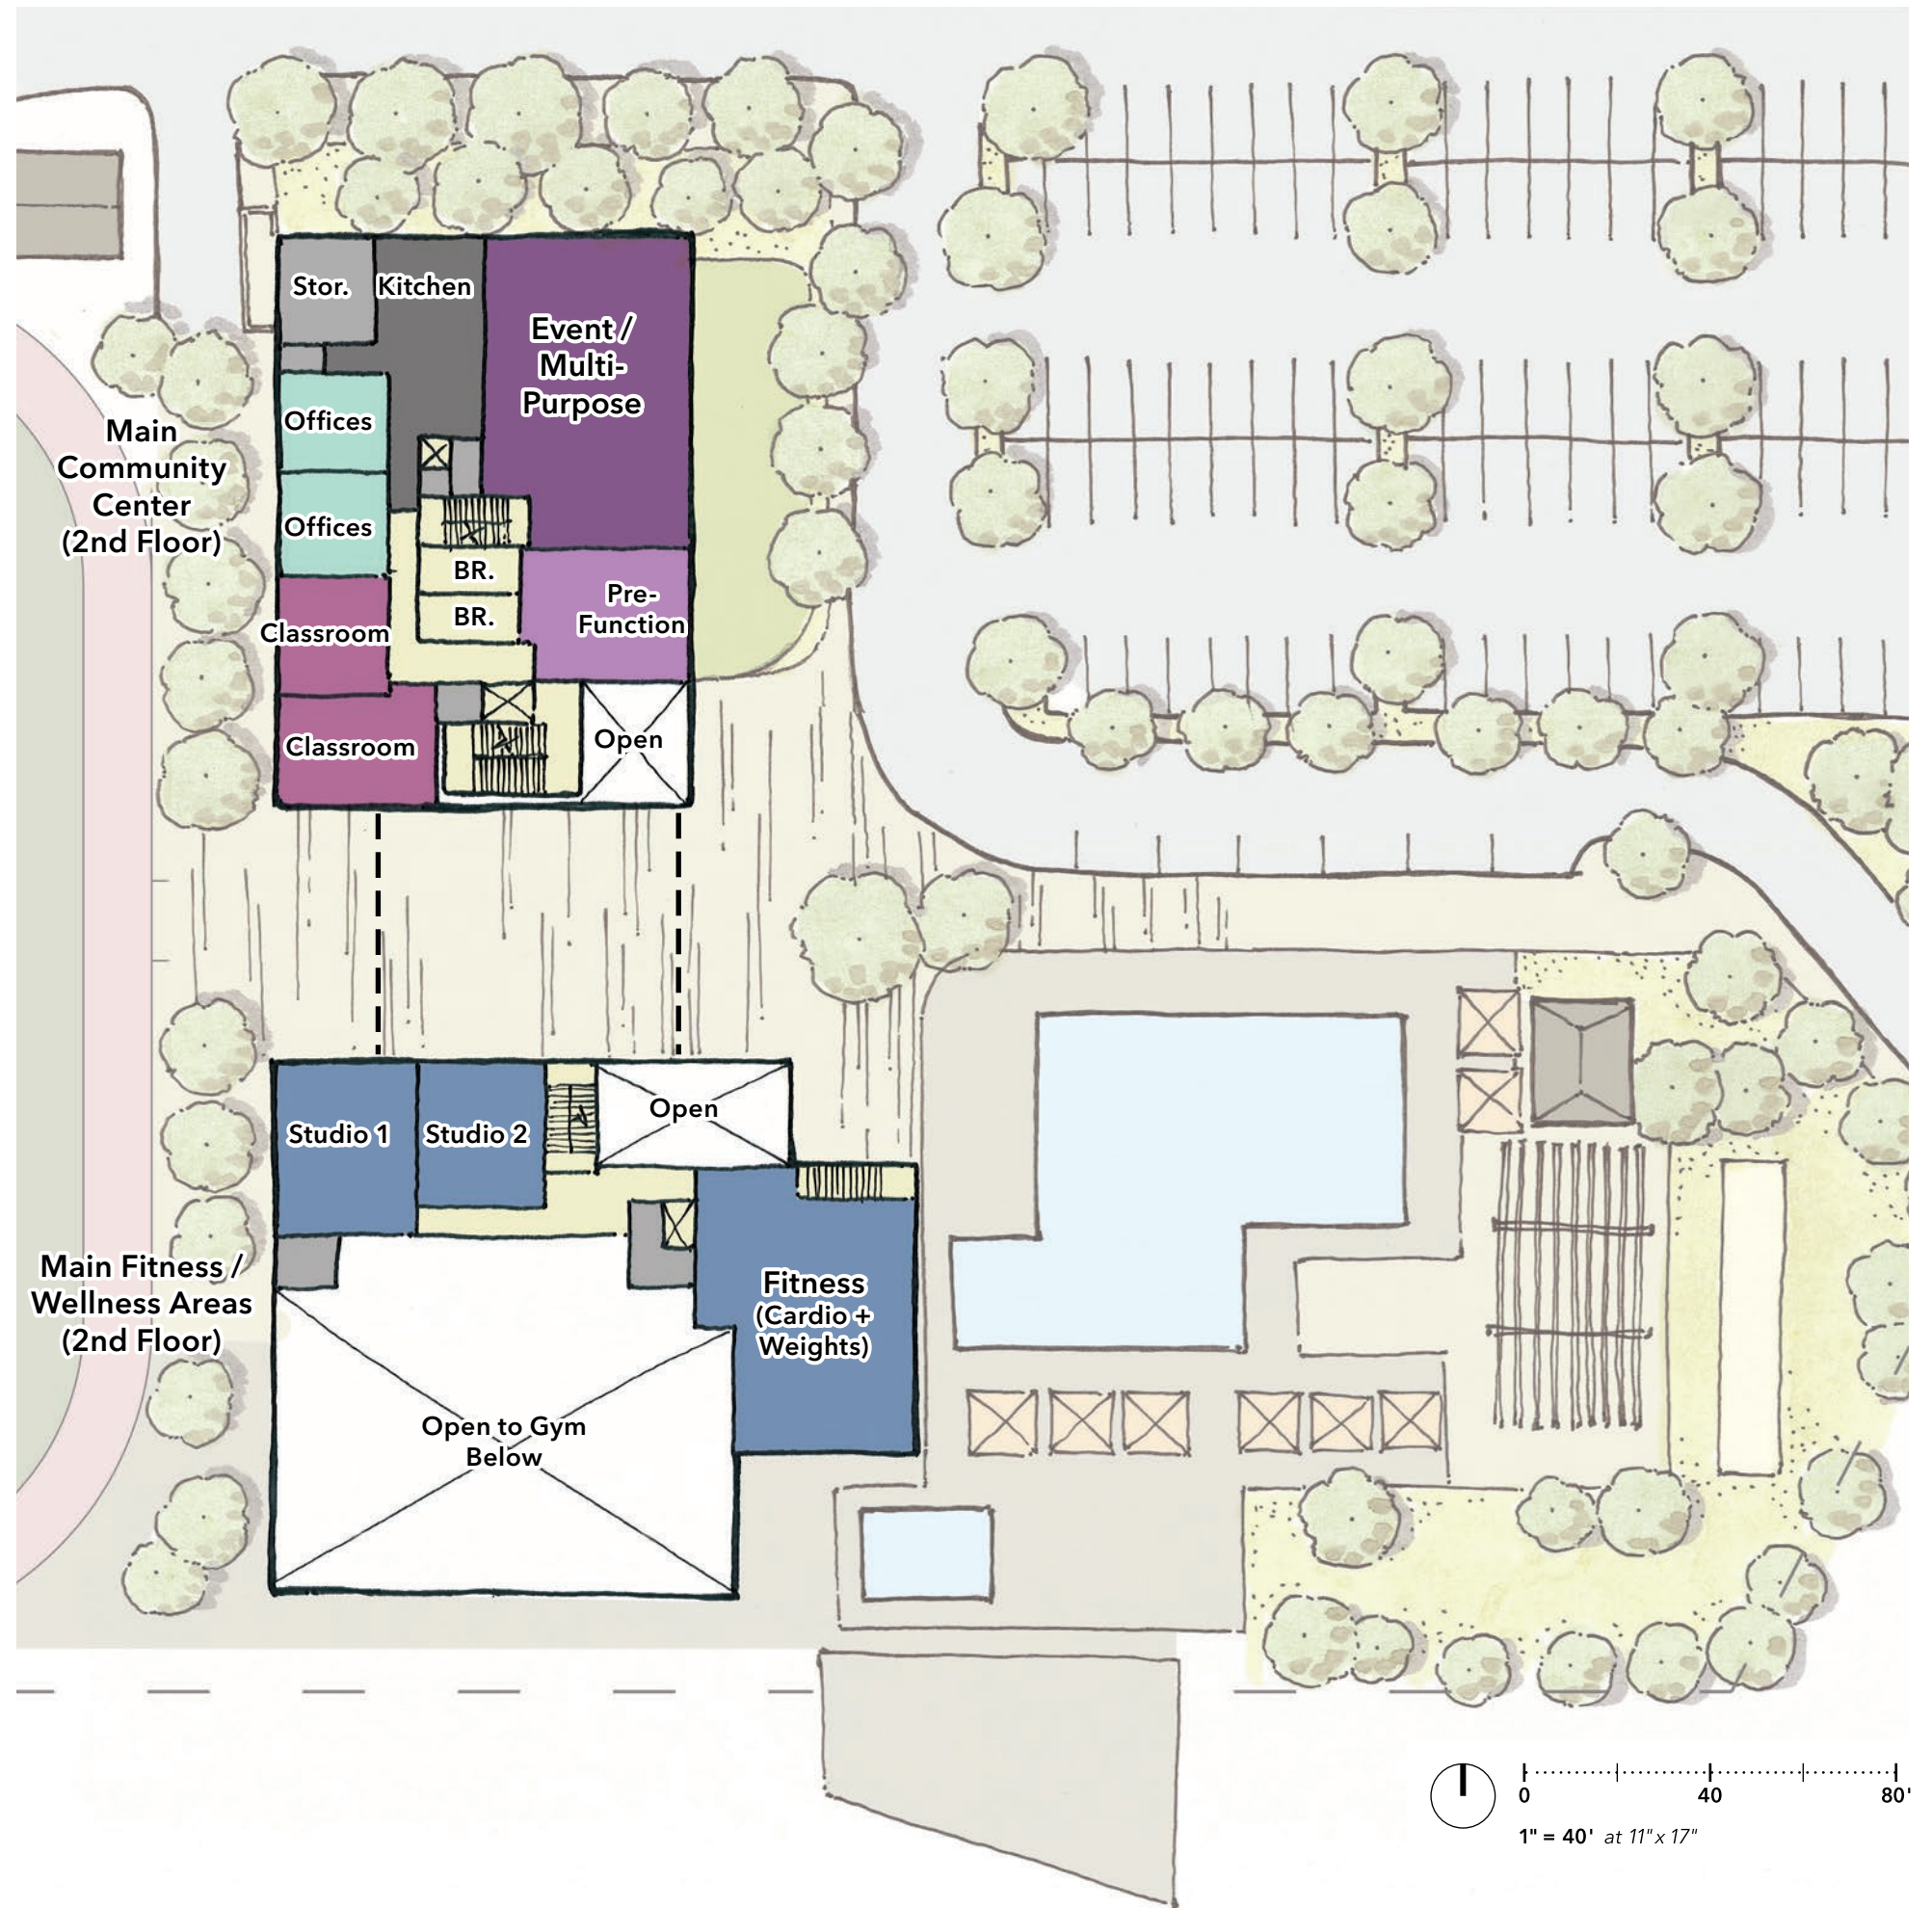 Stor.
Kitchen
Event /
Multi-
Purpose
Offices
Main
Community
Center
(2nd Floor)
Offices
BR.
BR.
Pre-
Function
Classroom
Classroom
Open
Studio 1
Studio 2
Open
Main Fitness /
Wellness Areas
(2nd Floor)
Fitness
(Cardio +
Weights)
Open to Gym
Below
0
40
80'
1" = 40' at 11"x 17"